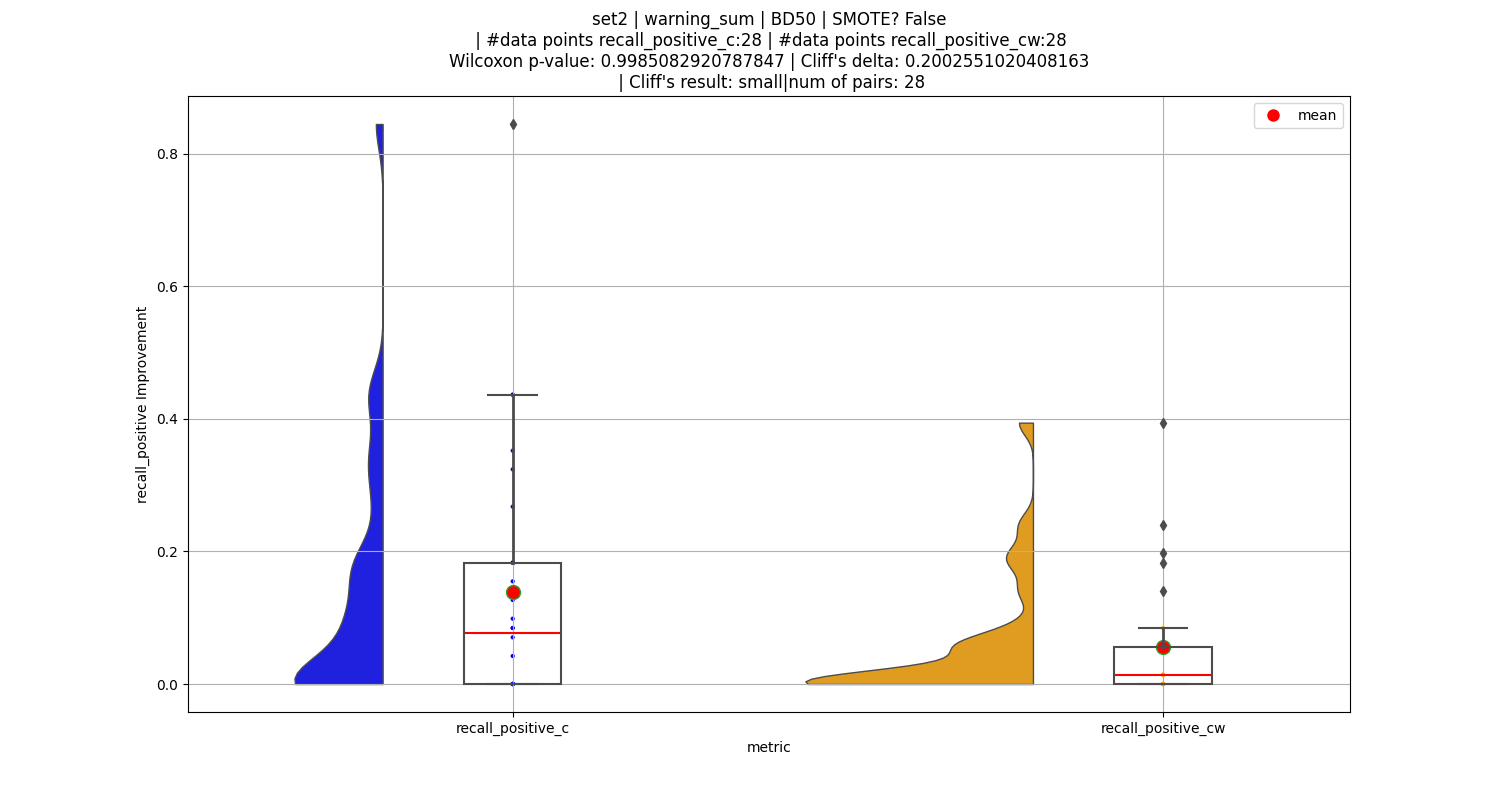 set2 | warning_sum | BD50 | SMOTE? False
| #data points recall_positive_c:28 | #data points recall_positive_cw:28
Wilcoxon p-value: 0.9985082920787847 | Cliff's delta: 0.2002551020408163
| Cliff's result: small|num of pairs: 28
mean
0.8
0.6
0.4
0.2
0.0
recall_positive Improvement
recall_positive_c
recall_positive_cw
metric